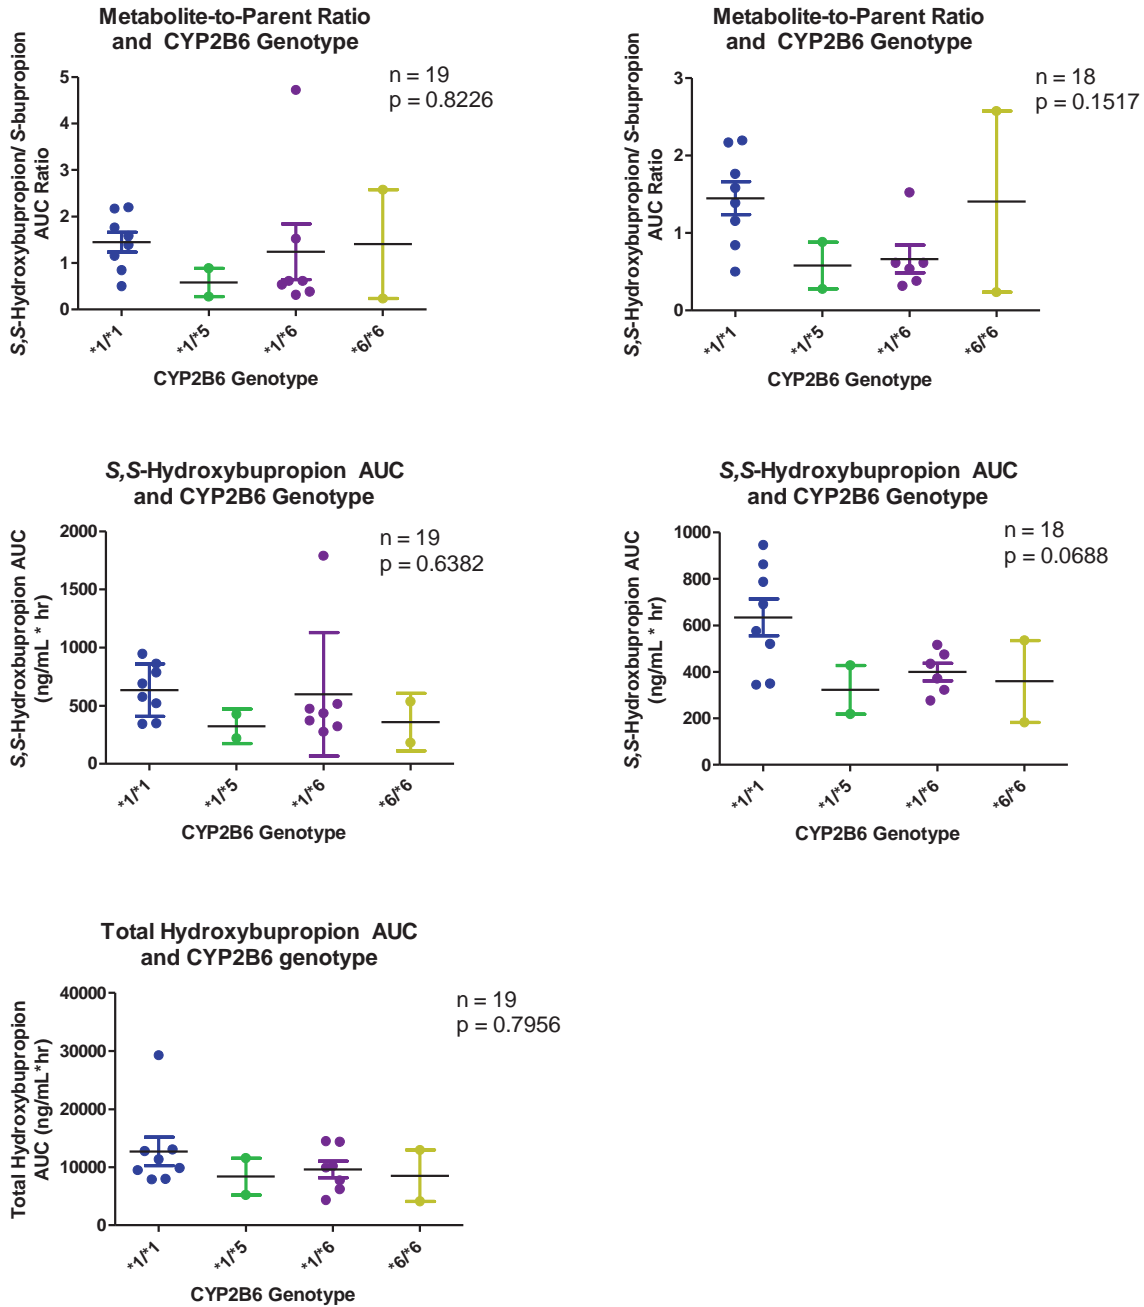 Metabolite-to-Parent Ratio
and CYP2B6 Genotype
n = 19
p = 0.8226
S,S-Hydroxybupropion/ S-bupropion
AUC Ratio
5
4
3
2
1
0
*1/*1
*1/*5
*1/*6
*6/*6
CYP2B6 Genotype
Metabolite-to-Parent Ratio
and CYP2B6 Genotype
n = 18
p = 0.1517
S,S-Hydroxybupropion/ S-bupropion
AUC Ratio
3
2
1
0
*1/*1
*1/*5
*1/*6
*6/*6
CYP2B6 Genotype
S,S-Hydroxybupropion AUC
and CYP2B6 Genotype
n = 19
p = 0.6382
S,S-Hydroxbupropion AUC
(ng/mL * hr)
2000
1500
1000
500
0
*1/*1
*1/*5
*1/*6
*6/*6
CYP2B6 Genotype
S,S-Hydroxybupropion AUC
and CYP2B6 Genotype
n = 18
p = 0.0688
S,S-Hydroxybupropion AUC
(ng/mL * hr)
1000
800
600
400
200
0
*1/*1
*1/*5
*1/*6
*6/*6
CYP2B6 Genotype
Total Hydroxybupropion AUC
and CYP2B6 genotype
n = 19
p = 0.7956
Total Hydroxybupropion
AUC (ng/mL*hr)
40000
30000
20000
10000
0
*1/*1
*1/*5
*1/*6
*6/*6
CYP2B6 Genotype